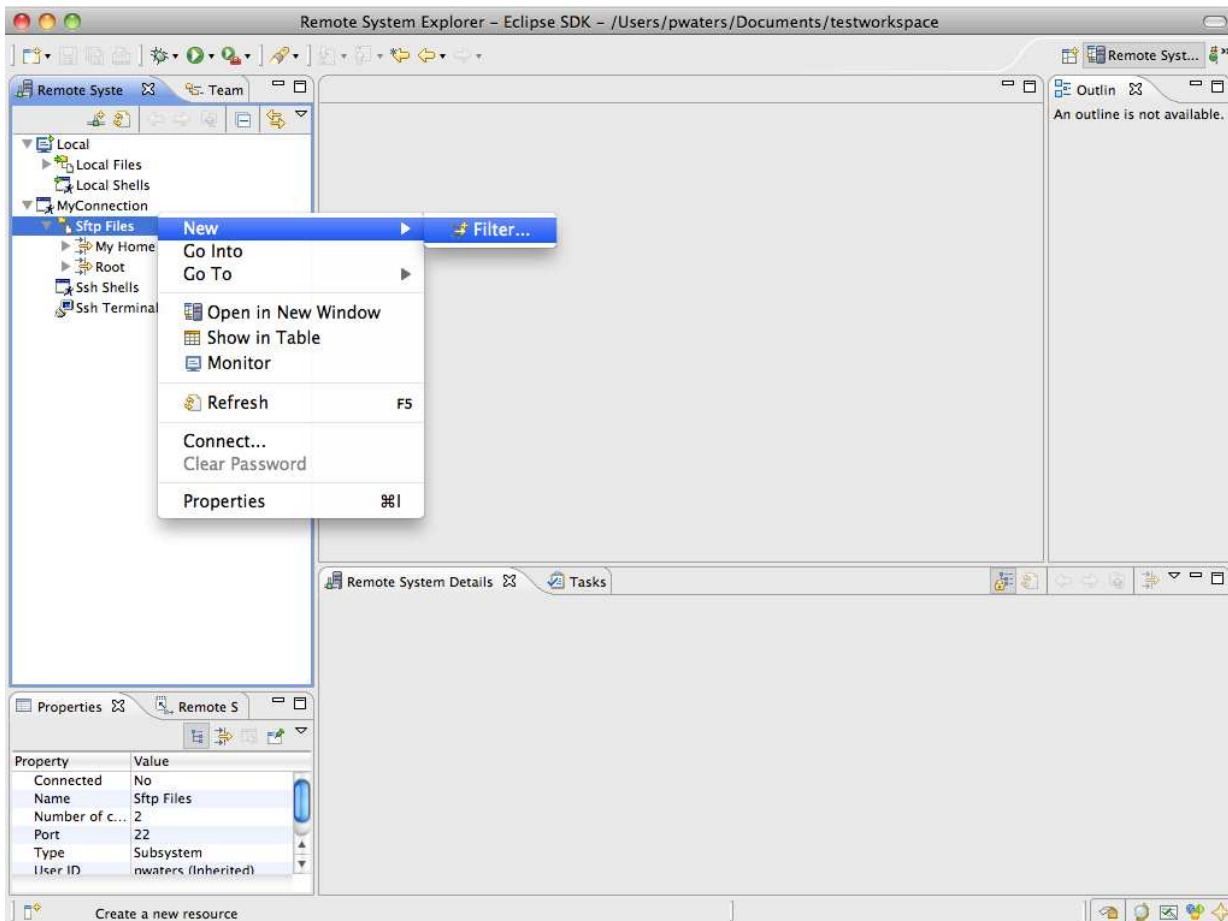 Remote System Explorer – Eclipse SDK – /Users/pwaters/Documents/testworkspace
Remote Syst...
Remote Syste
Team
Outlin
An outline is not available.
Local
Local Files
Local Shells
MyConnection
Sftp Files
My Home
Root
Ssh Shells
Ssh Terminal
New
Filter...
Go Into
Go To
Open in New Window
Show in Table
Monitor
Refresh F5
Connect...
Clear Password
Properties ⌘I
Remote System Details
Tasks
Properties
Remote S
Property Value
Connected No
Name Sftp Files
Number of c... 2
Port 22
Type Subsystem
User ID pwaters (Inherited)
Create a new resource